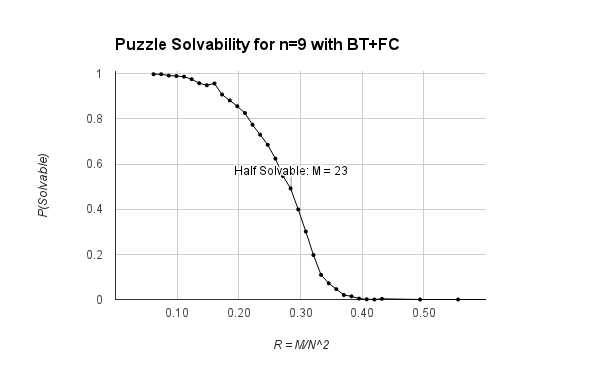 Puzzle Solvability for n=9 with BT+FC
1
0.8
0.6
0.4
0.2
0
P(Solvable)
Half Solvable: M = 23
0.10 0.20 0.30 0.40 0.50
R = M/N^2